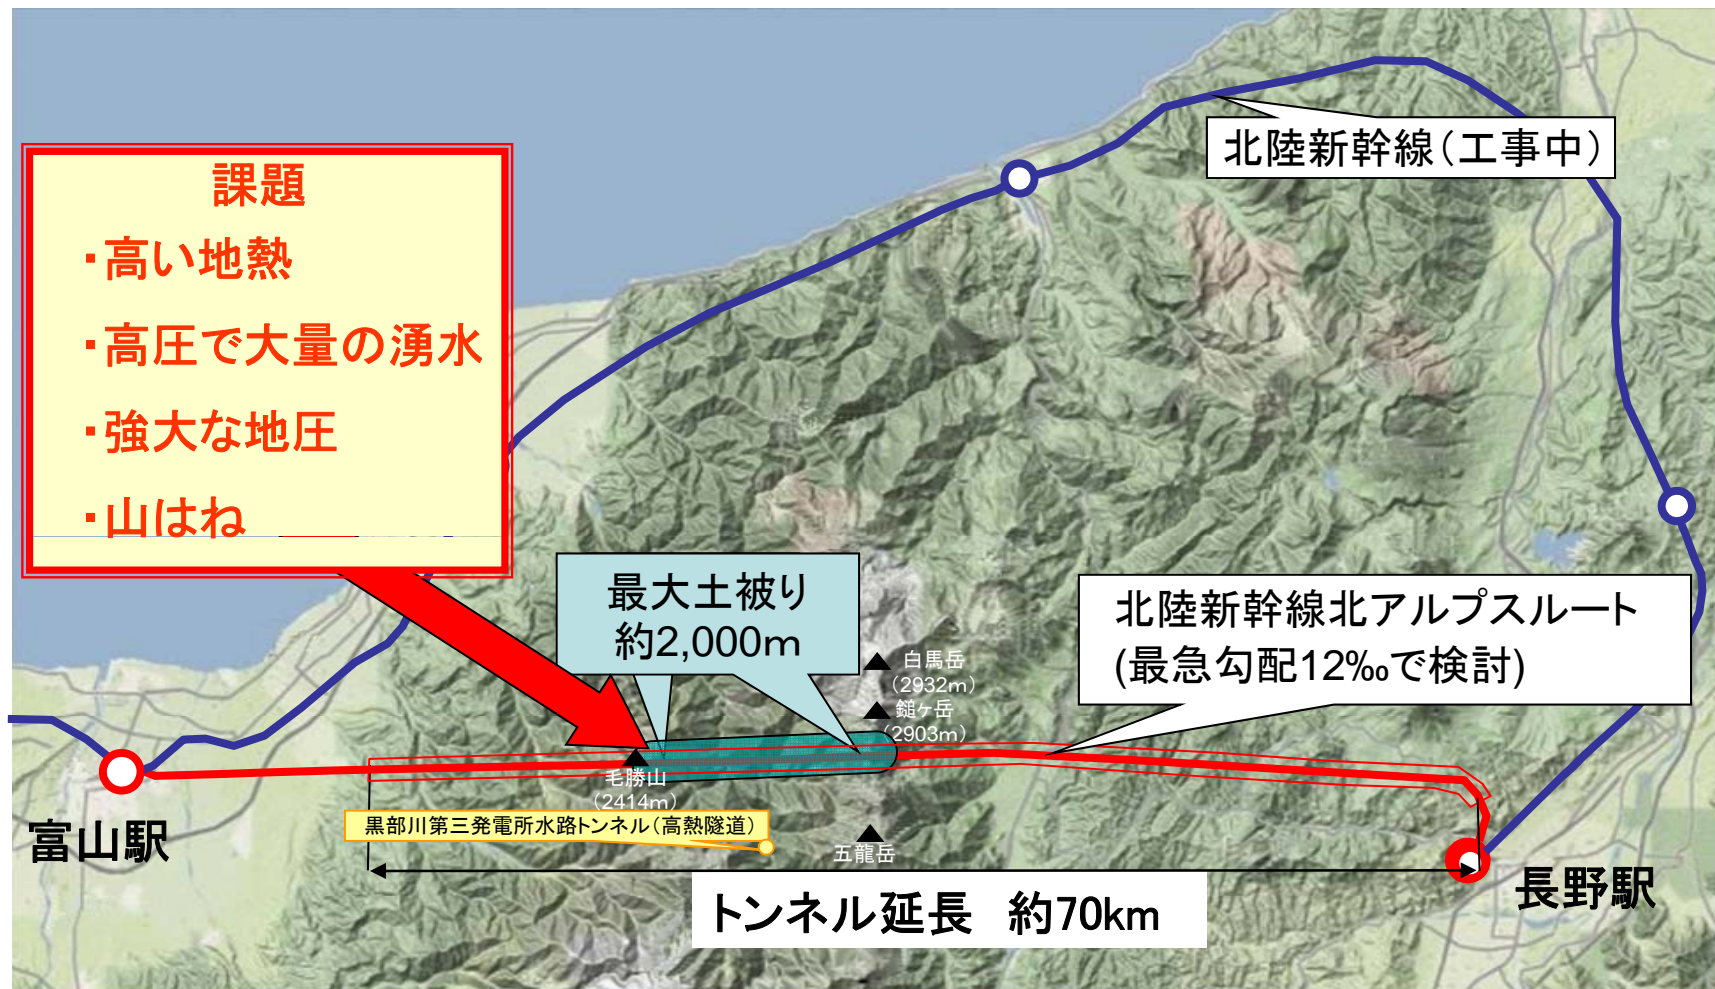 北陸新幹線（工事中）
課題
・高い地熱
・高圧で大量の湧水
・強大な地圧
・山はね
最大土被り
約2,000m
北陸新幹線北アルプスルート
(最急勾配12‰で検討)
白馬岳
（2932m）
鑓ヶ岳
（2903m）
毛勝山
（2414m）
黒部川第三発電所水路トンネル（高熱隧道）
五龍岳
富山駅
長野駅
トンネル延長　約70km